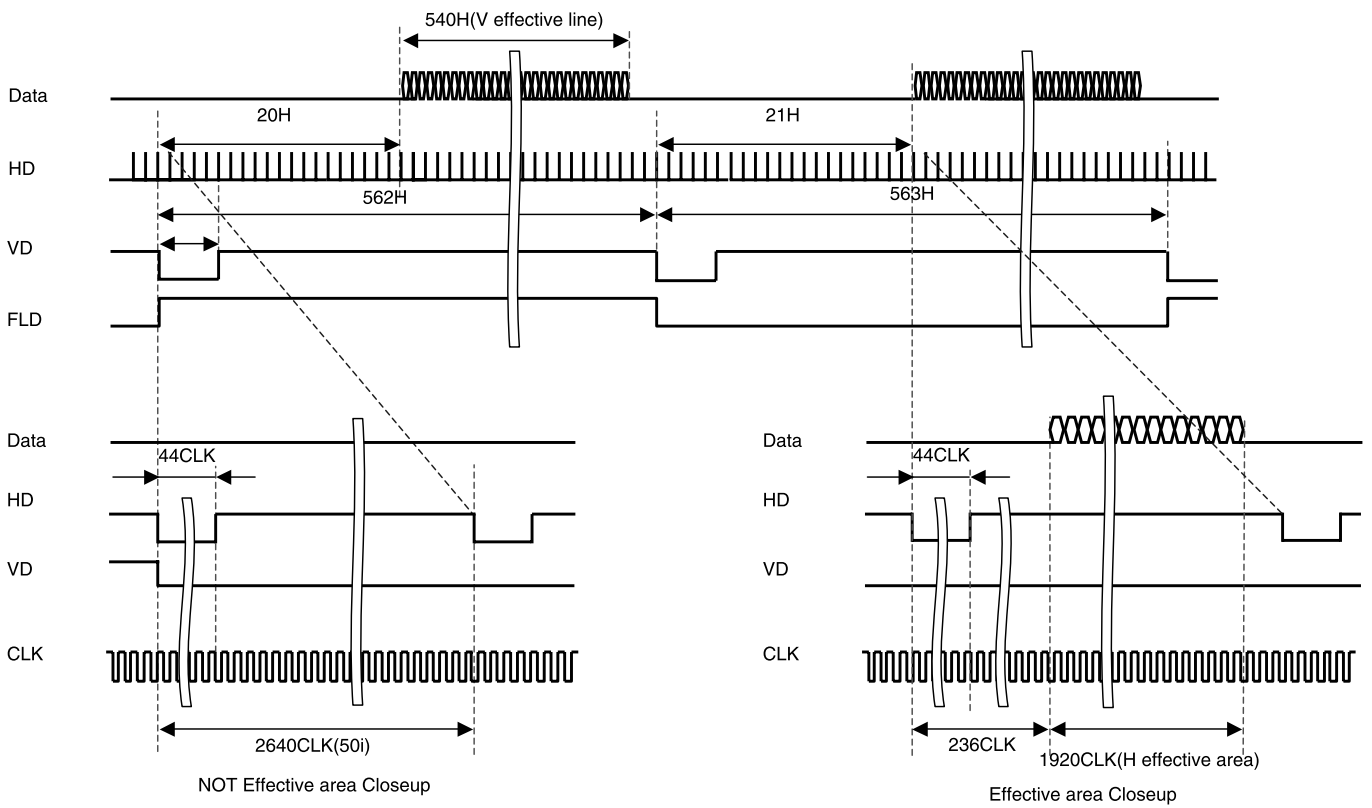 540H(V effective line)
Data
20H
21H
HD
562H
563H
VD
FLD
Data
44CLK
HD
VD
CLK
2640CLK(50i)
NOT Effective area Closeup
Data
44CLK
HD
VD
CLK
236CLK
1920CLK(H effective area)
Effective area Closeup